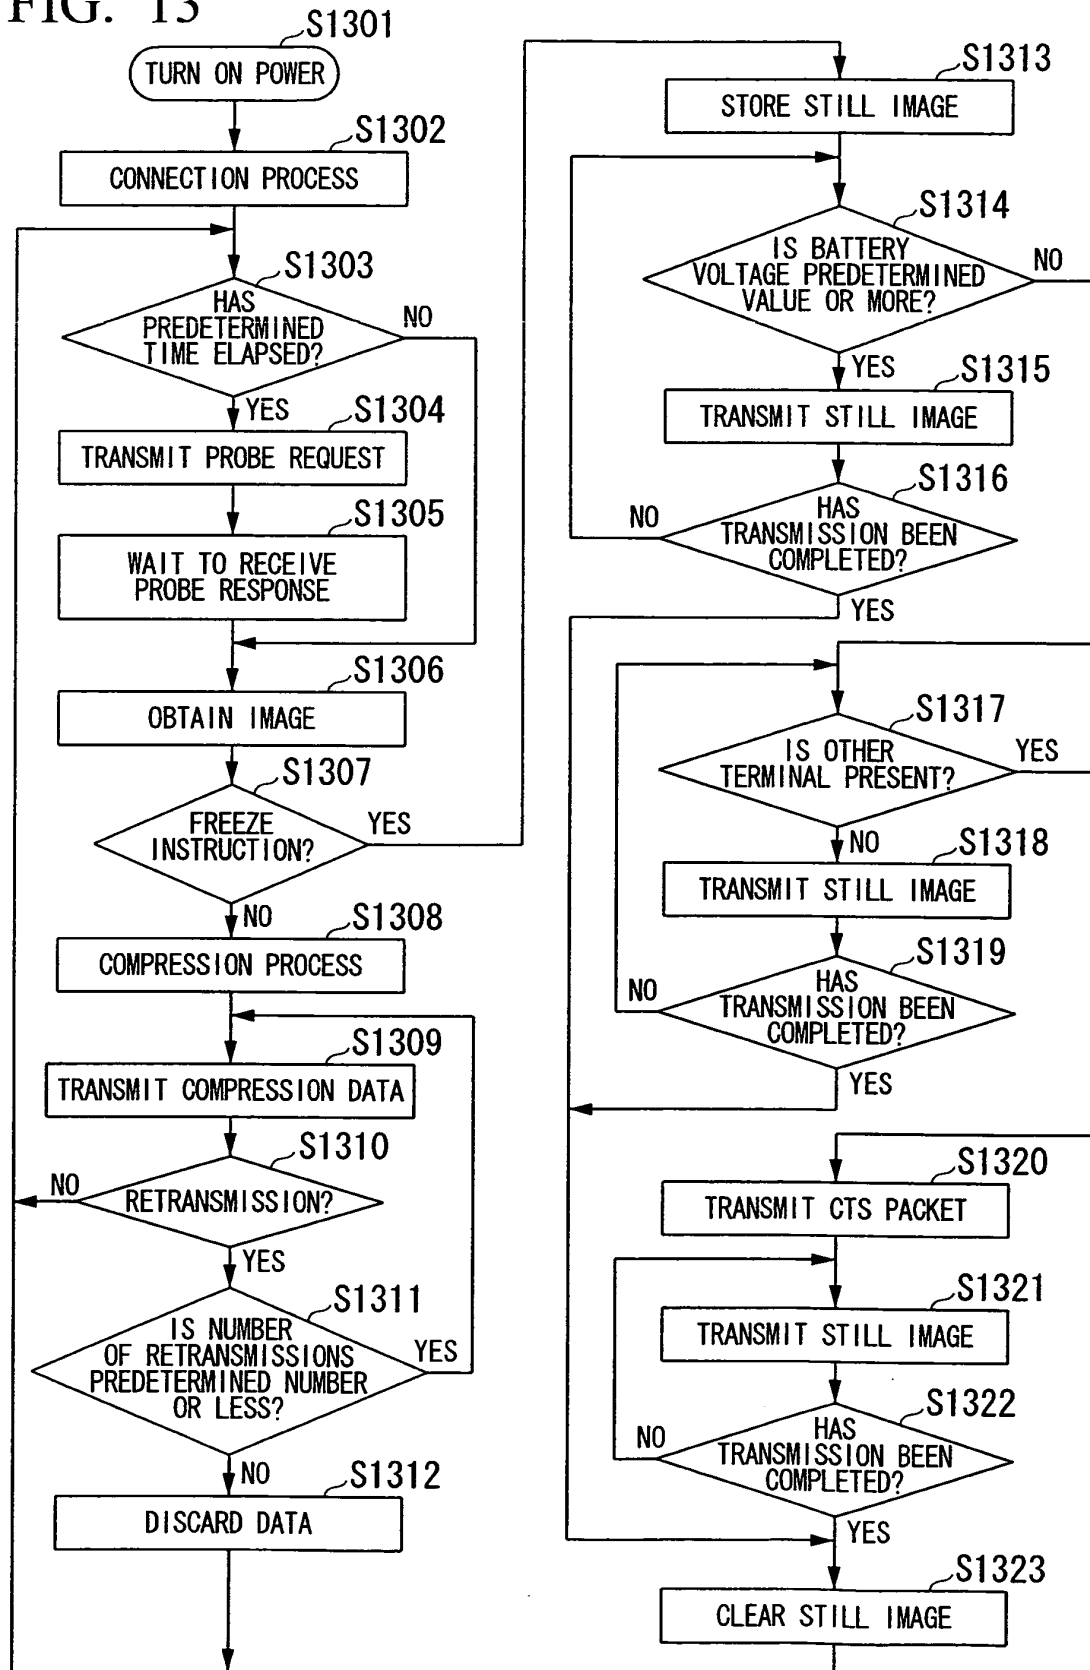 FIG. 13
S1301
TURN ON POWER
S1302
CONNECTION PROCESS
S1303
HAS
PREDETERMINED
TIME ELAPSED?
NO
YES
S1304
TRANSMIT PROBE REQUEST
S1305
WAIT TO RECEIVE
PROBE RESPONSE
S1306
OBTAIN IMAGE
S1307
FREEZE
INSTRUCTION?
YES
NO
S1308
COMPRESSION PROCESS
S1309
TRANSMIT COMPRESSION DATA
S1310
NO
RETRANSMISSION?
YES
S1311
IS NUMBER
OF RETRANSMISSIONS
PREDETERMINED NUMBER
OR LESS?
YES
NO
S1312
DISCARD DATA
S1313
STORE STILL IMAGE
S1314
IS BATTERY
VOLTAGE PREDETERMINED
VALUE OR MORE?
NO
YES
S1315
TRANSMIT STILL IMAGE
S1316
HAS
TRANSMISSION BEEN
COMPLETED?
NO
YES
S1317
IS OTHER
TERMINAL PRESENT?
YES
NO
S1318
TRANSMIT STILL IMAGE
S1319
HAS
TRANSMISSION BEEN
COMPLETED?
NO
YES
S1320
TRANSMIT CTS PACKET
S1321
TRANSMIT STILL IMAGE
S1322
HAS
TRANSMISSION BEEN
COMPLETED?
NO
YES
S1323
CLEAR STILL IMAGE